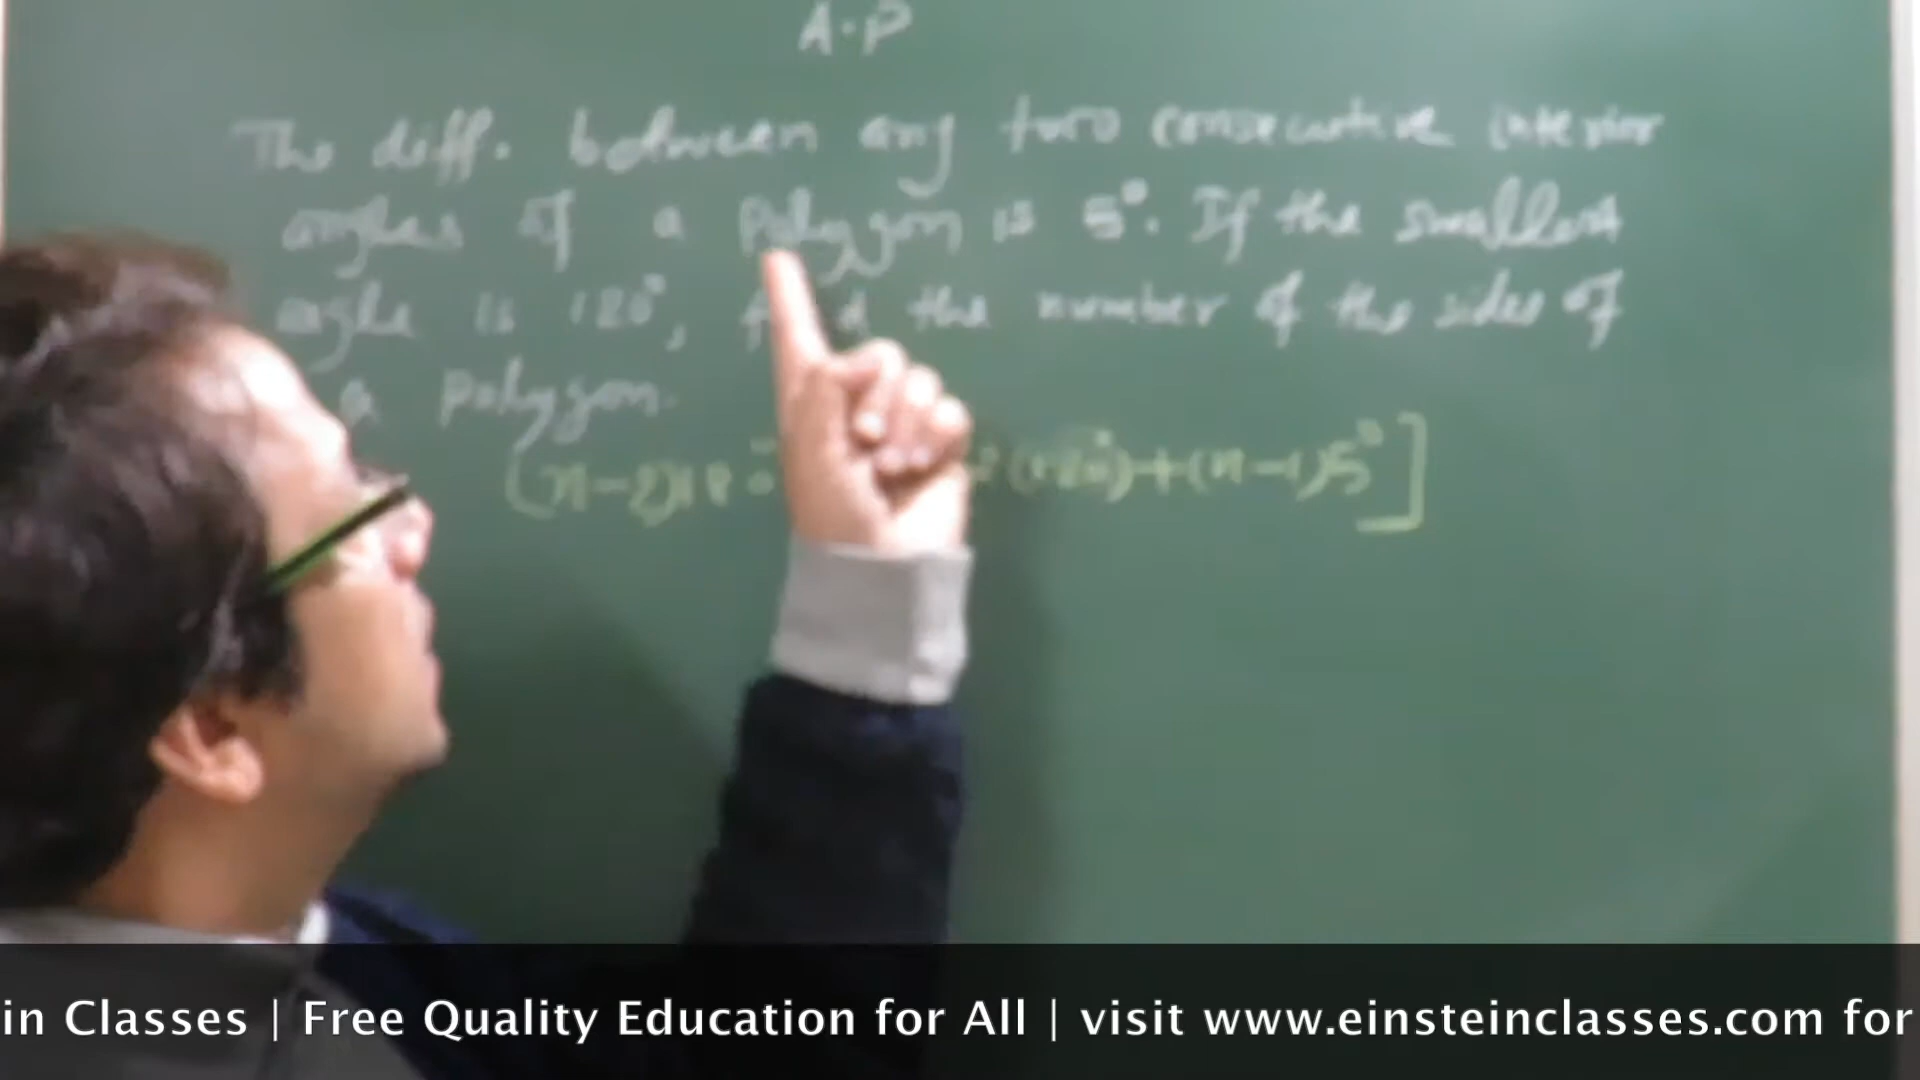 A.P
The diff. between any two consecutive interior
angles of a polygon is 5°. If the smallest
angle is 120°, the number of the sides of
a polygon.
(n-2)18 (120°)+(n-1)5°]
in Classes | Free Quality Education for All | visit www.einsteinclasses.com for